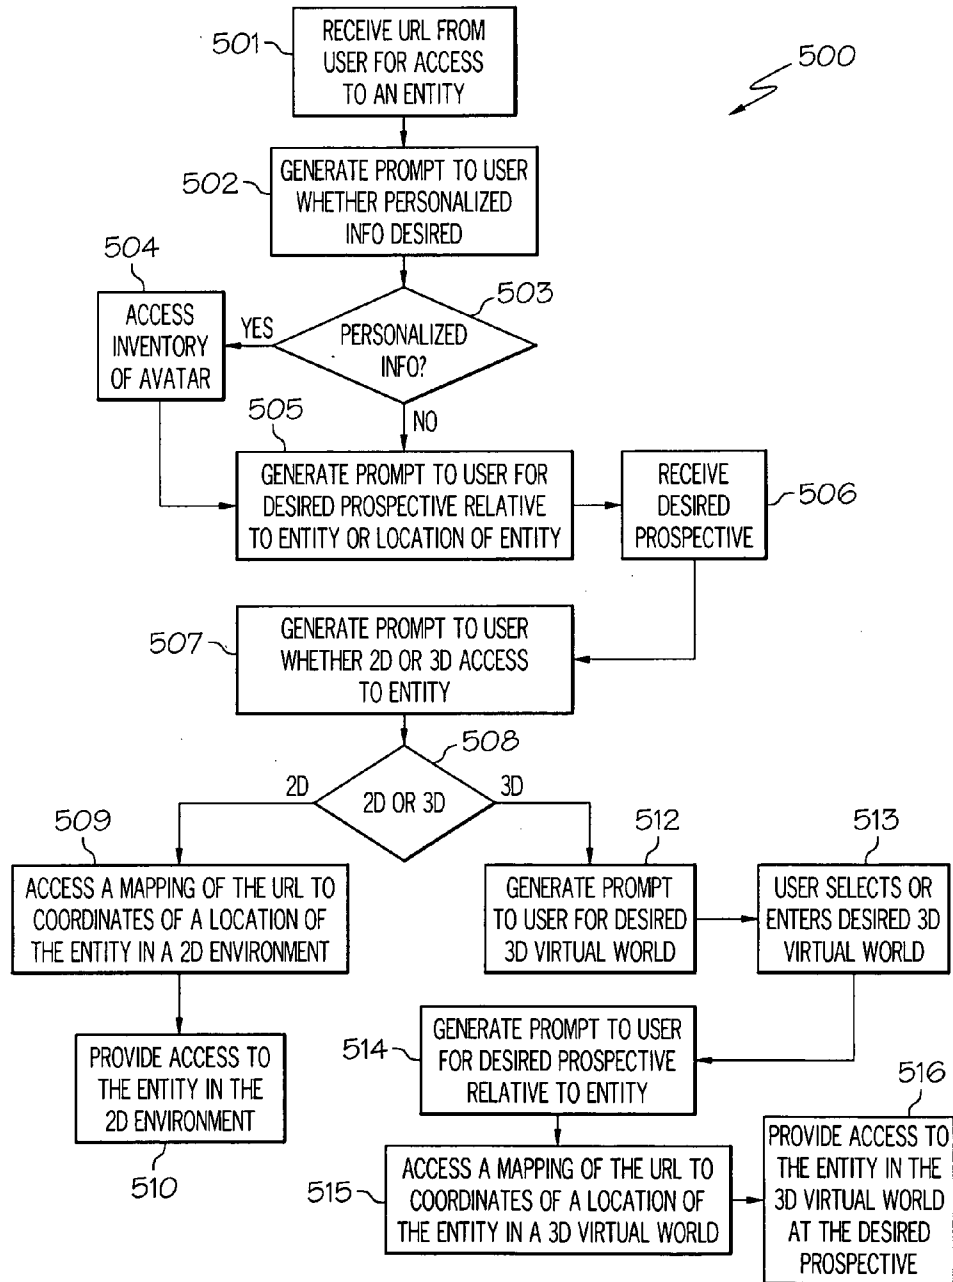 501
RECEIVE URL FROM
USER FOR ACCESS
TO AN ENTITY
500
502
GENERATE PROMPT TO USER
WHETHER PERSONALIZED
INFO DESIRED
504
503
ACCESS
INVENTORY
OF AVATAR
YES
PERSONALIZED
INFO?
NO
505
GENERATE PROMPT TO USER FOR
DESIRED PROSPECTIVE RELATIVE
TO ENTITY OR LOCATION OF ENTITY
RECEIVE
DESIRED
PROSPECTIVE
506
507
GENERATE PROMPT TO USER
WHETHER 2D OR 3D ACCESS
TO ENTITY
508
2D
2D OR 3D
3D
509
ACCESS A MAPPING OF THE URL TO
COORDINATES OF A LOCATION OF
THE ENTITY IN A 2D ENVIRONMENT
512
GENERATE PROMPT
TO USER FOR DESIRED
3D VIRTUAL WORLD
513
USER SELECTS OR
ENTERS DESIRED 3D
VIRTUAL WORLD
PROVIDE ACCESS TO
THE ENTITY IN THE
2D ENVIRONMENT
510
514
GENERATE PROMPT TO USER
FOR DESIRED PROSPECTIVE
RELATIVE TO ENTITY
515
ACCESS A MAPPING OF THE URL TO
COORDINATES OF A LOCATION OF
THE ENTITY IN A 3D VIRTUAL WORLD
516
PROVIDE ACCESS TO
THE ENTITY IN THE
3D VIRTUAL WORLD
AT THE DESIRED
PROSPECTIVE